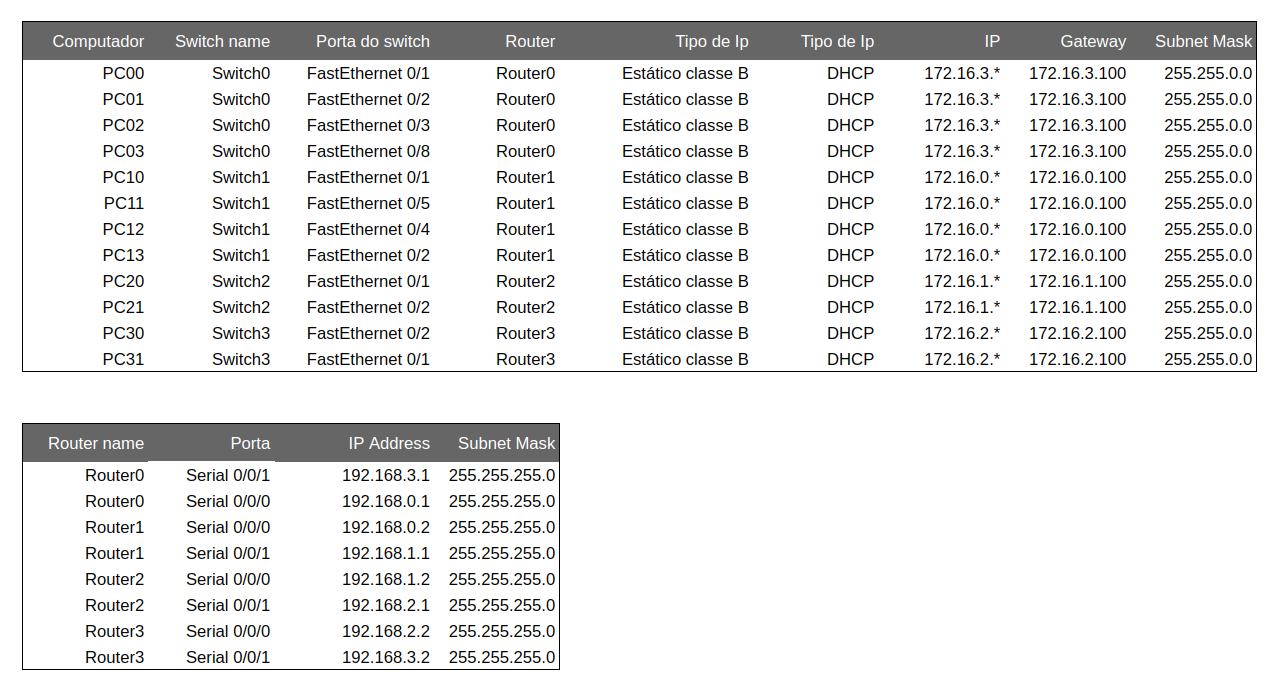 Computador Switch name Porta do switch Router Tipo de Ip Tipo de Ip IP Gateway Subnet Mask
PC00 Switch0 FastEthernet 0/1 Router0 Estático classe B DHCP 172.16.3.* 172.16.3.100 255.255.0.0
PC01 Switch0 FastEthernet 0/2 Router0 Estático classe B DHCP 172.16.3.* 172.16.3.100 255.255.0.0
PC02 Switch0 FastEthernet 0/3 Router0 Estático classe B DHCP 172.16.3.* 172.16.3.100 255.255.0.0
PC03 Switch0 FastEthernet 0/8 Router0 Estático classe B DHCP 172.16.3.* 172.16.3.100 255.255.0.0
PC10 Switch1 FastEthernet 0/1 Router1 Estático classe B DHCP 172.16.0.* 172.16.0.100 255.255.0.0
PC11 Switch1 FastEthernet 0/5 Router1 Estático classe B DHCP 172.16.0.* 172.16.0.100 255.255.0.0
PC12 Switch1 FastEthernet 0/4 Router1 Estático classe B DHCP 172.16.0.* 172.16.0.100 255.255.0.0
PC13 Switch1 FastEthernet 0/2 Router1 Estático classe B DHCP 172.16.0.* 172.16.0.100 255.255.0.0
PC20 Switch2 FastEthernet 0/1 Router2 Estático classe B DHCP 172.16.1.* 172.16.1.100 255.255.0.0
PC21 Switch2 FastEthernet 0/2 Router2 Estático classe B DHCP 172.16.1.* 172.16.1.100 255.255.0.0
PC30 Switch3 FastEthernet 0/2 Router3 Estático classe B DHCP 172.16.2.* 172.16.2.100 255.255.0.0
PC31 Switch3 FastEthernet 0/1 Router3 Estático classe B DHCP 172.16.2.* 172.16.2.100 255.255.0.0
Router name Porta IP Address Subnet Mask
Router0 Serial 0/0/1 192.168.3.1 255.255.255.0
Router0 Serial 0/0/0 192.168.0.1 255.255.255.0
Router1 Serial 0/0/0 192.168.0.2 255.255.255.0
Router1 Serial 0/0/1 192.168.1.1 255.255.255.0
Router2 Serial 0/0/0 192.168.1.2 255.255.255.0
Router2 Serial 0/0/1 192.168.2.1 255.255.255.0
Router3 Serial 0/0/0 192.168.2.2 255.255.255.0
Router3 Serial 0/0/1 192.168.3.2 255.255.255.0